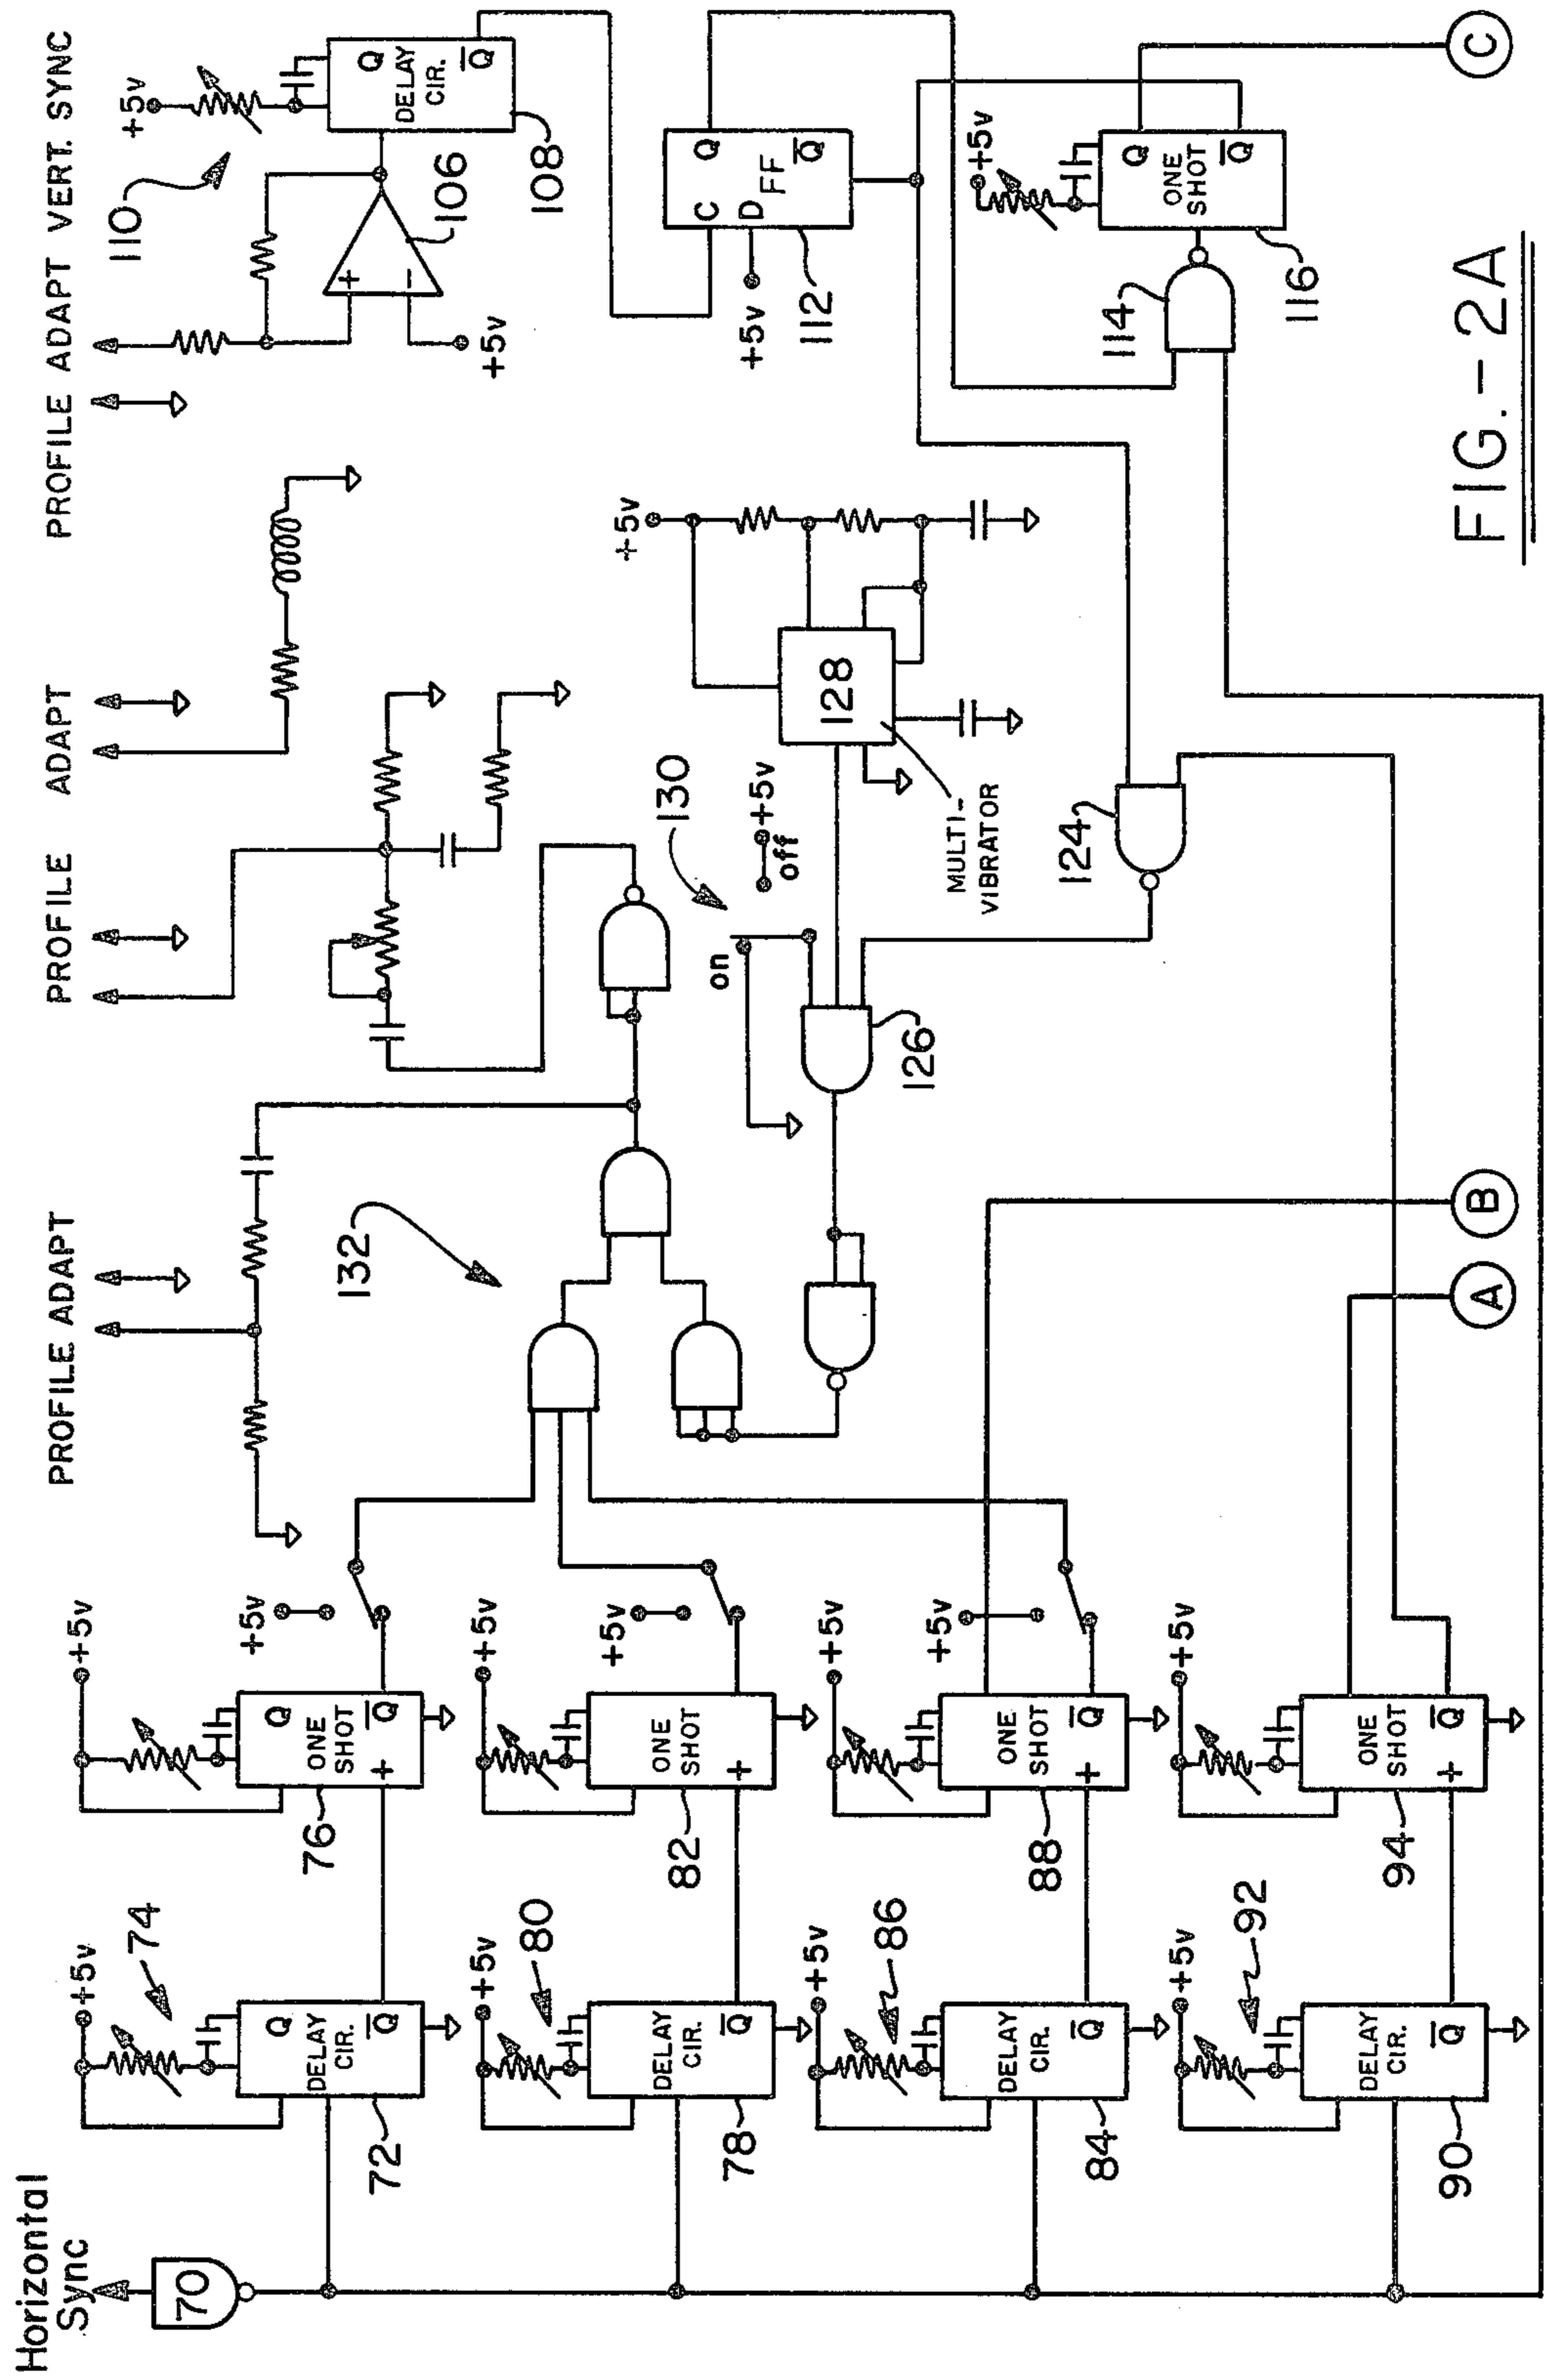 PROFILE ADAPT VERT. SYNC
PROFILE ADAPT
PROFILE ADAPT
Horizontal
Sync
70
+5v
110
Q
DELAY
CIR.
Q̅
106
108
+
−
+5v
C
Q
D
FF
Q̅
+5v
112
+5v
Q
ONE
SHOT
Q̅
114
116
C
+5v
128
MULTI-
VIBRATOR
130
+5v
off
on
124
126
132
B
A
+5v
+5v
Q
ONE
SHOT
Q̅
+
76
+5v
+5v
ONE
SHOT
+
82
+5v
+5v
ONE
SHOT
Q̅
+
88
+5v
ONE
SHOT
Q̅
+
94
+5v
74
Q
DELAY
CIR.
Q̅
72
+5v
80
DELAY
CIR.
Q̅
78
+5v
86
DELAY
CIR.
Q̅
84
+5v
92
DELAY
CIR.
Q̅
90
FIG.-2A